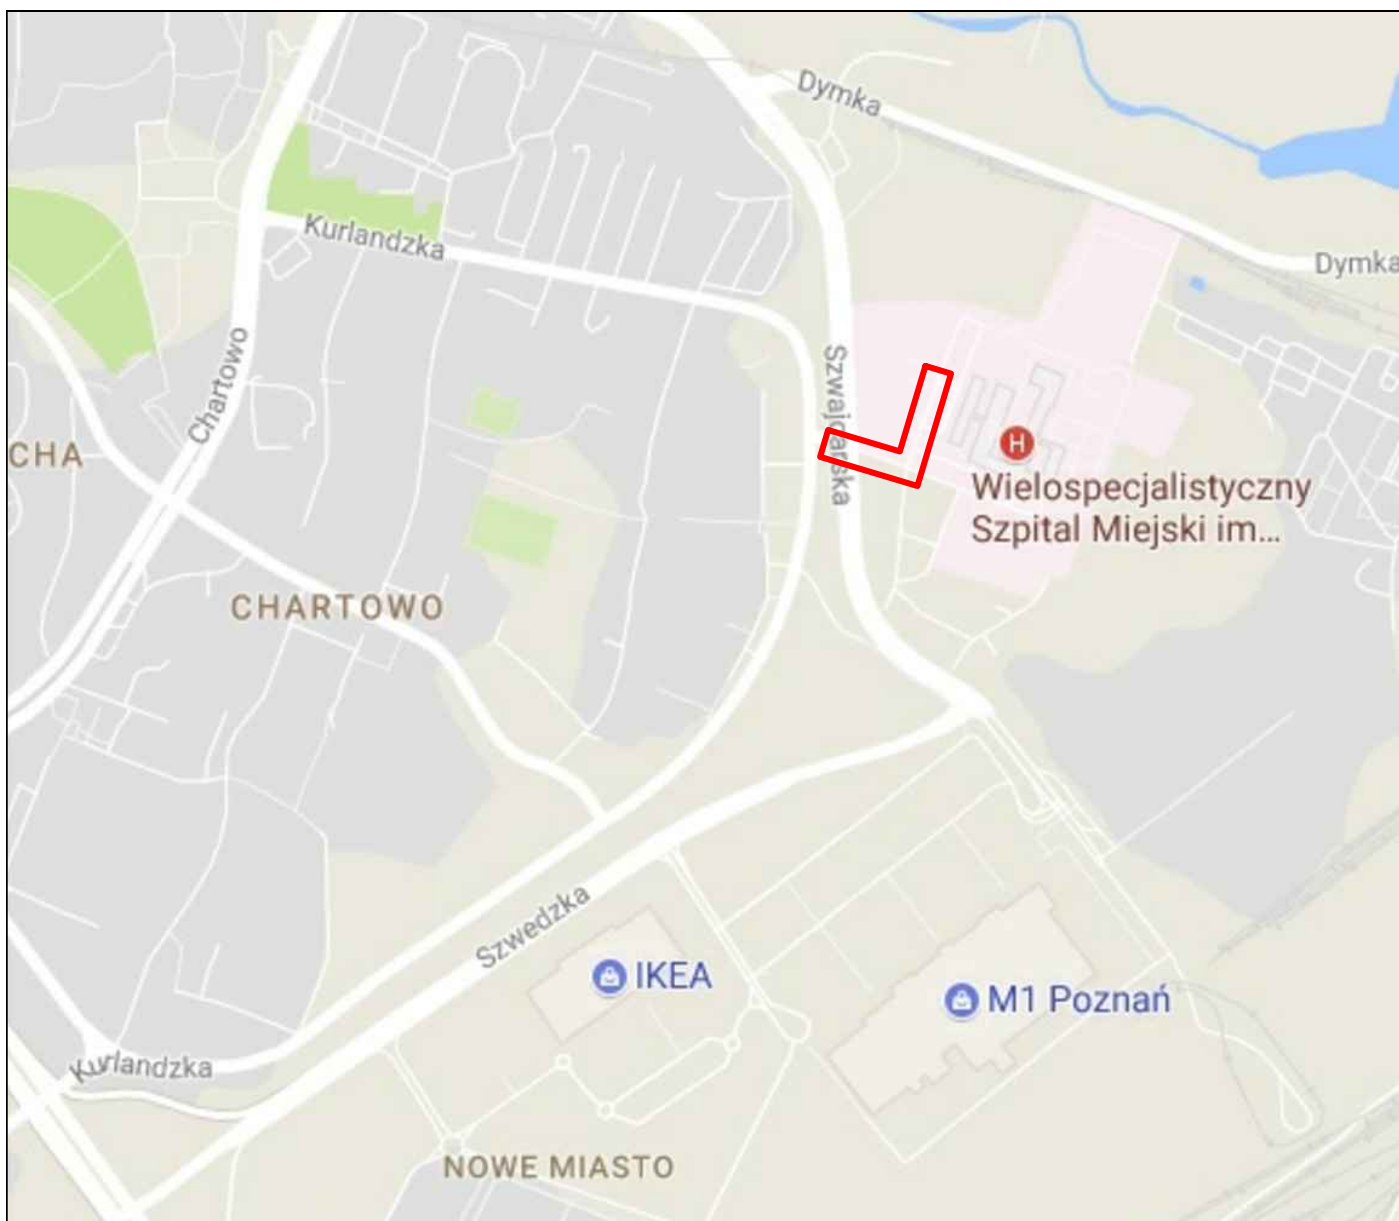 Dymka
Kurlandzka
Dymka
Chartowo
Szwajcarska
CHA
Wielospecjalistyczny
Szpital Miejski im...
CHARTOWO
Szwedzka
IKEA
M1 Poznań
Kurlandzka
NOWE MIASTO